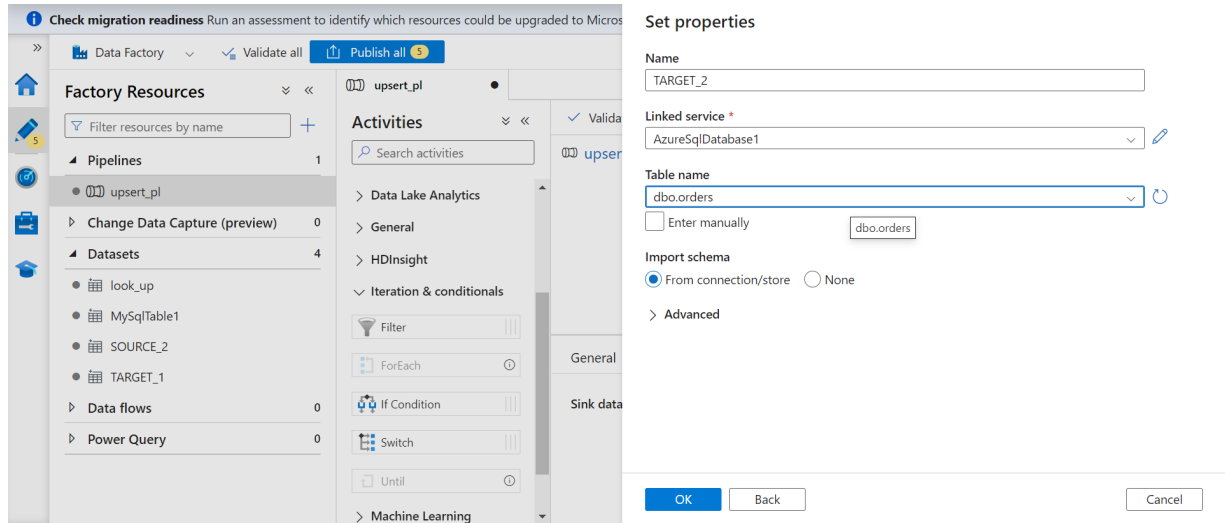 Check migration readiness Run an assessment to identify which resources could be upgraded to Micros
Data Factory
Validate all
Publish all 5
5
Factory Resources
Filter resources by name
Pipelines 1
upsert_pl
Change Data Capture (preview) 0
Datasets 4
look_up
MySqlTable1
SOURCE_2
TARGET_1
Data flows 0
Power Query 0
upsert_pl
Activities
Search activities
Data Lake Analytics
General
HDInsight
Iteration & conditionals
Filter
ForEach
If Condition
Switch
Until
Machine Learning
Valida
upser
General
Sink data
Set properties
Name
TARGET_2
Linked service *
AzureSqlDatabase1
Table name
dbo.orders
Enter manually
dbo.orders
Import schema
From connection/store None
Advanced
OK Back Cancel